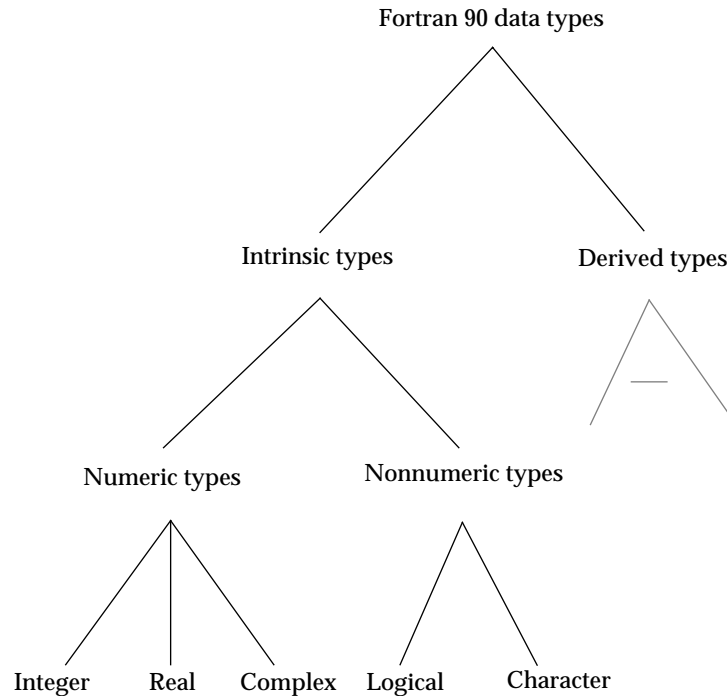 Fortran 90 data types
Intrinsic types
Derived types
Numeric types
Nonnumeric types
Integer
Real
Complex
Logical
Character